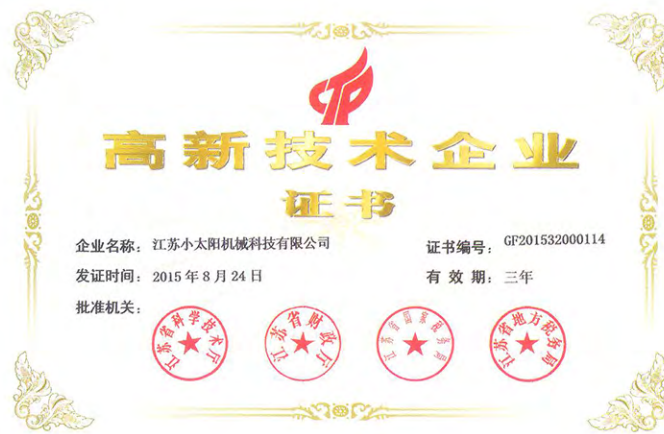 高新技术企业
证书
企业名称：江苏小太阳机械科技有限公司
证书编号：GF201532000114
发证时间：2015年8月24日
有效期：三年
批准机关：
江苏省科学技术厅
江苏省财政厅
江苏省国家税务局
江苏省地方税务局